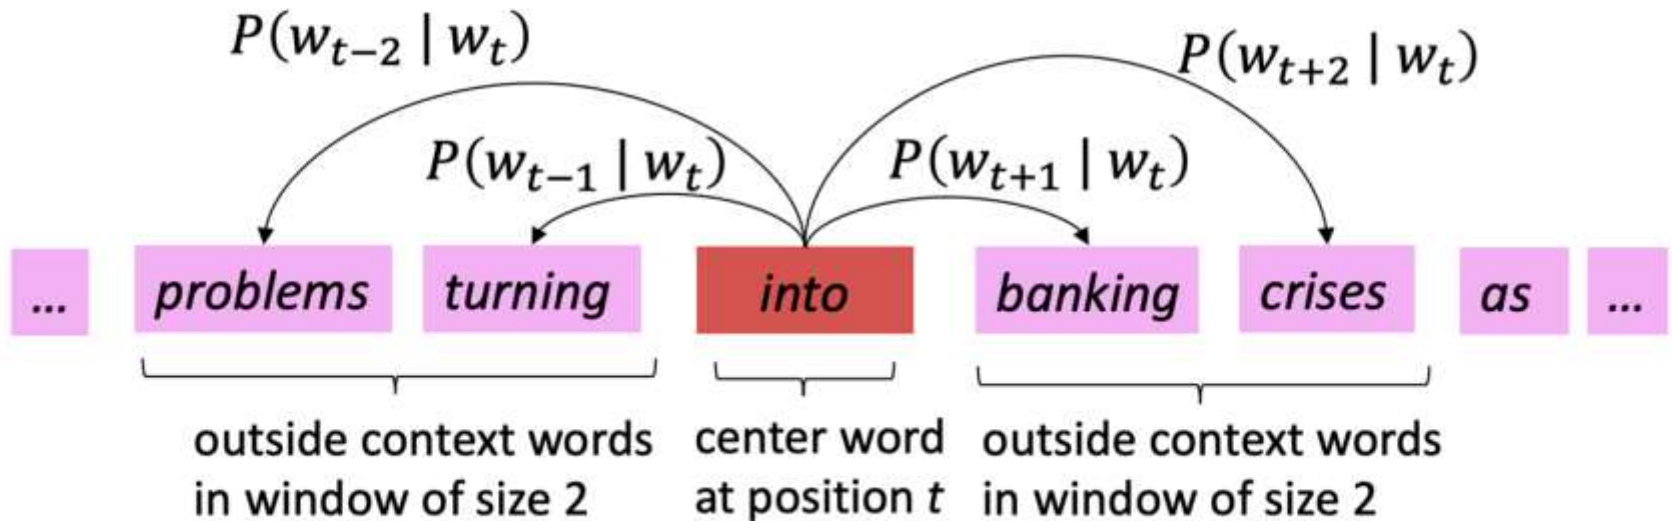 P(w_{t−2} | w_t)
P(w_{t+2} | w_t)
P(w_{t−1} | w_t)
P(w_{t+1} | w_t)
... problems turning into banking crises as ...
outside context words center word outside context words
in window of size 2 at position t in window of size 2